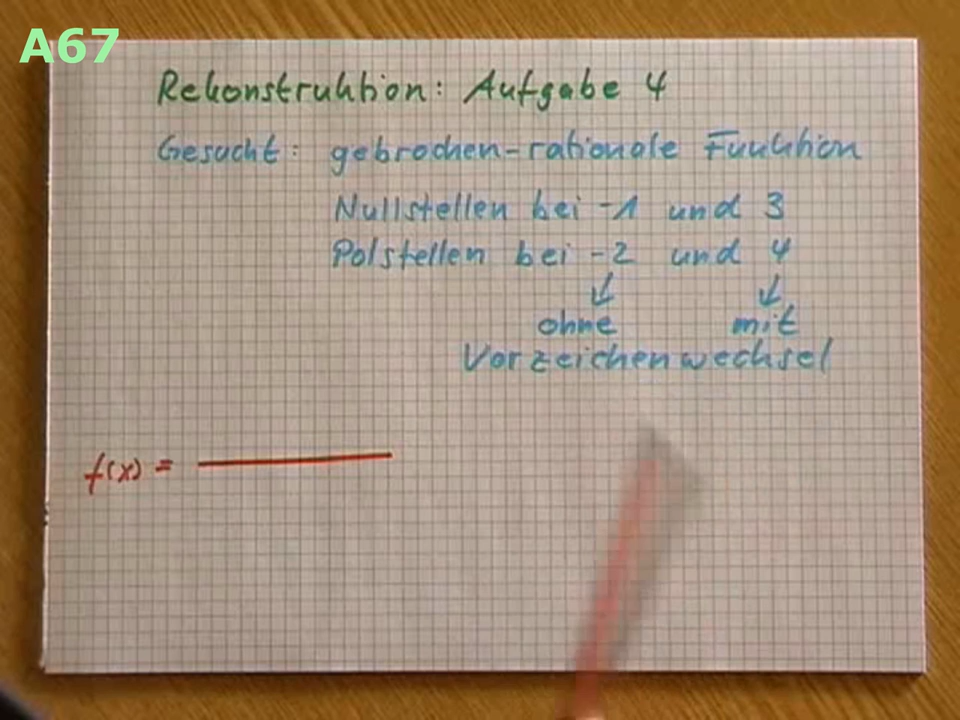 A67
Rekonstruktion: Aufgabe 4
Gesucht: gebrochen-rationale Funktion
Nullstellen bei -1 und 3
Polstellen bei -2 und 4
↓ ↓
ohne mit
Vorzeichenwechsel
f(x) =